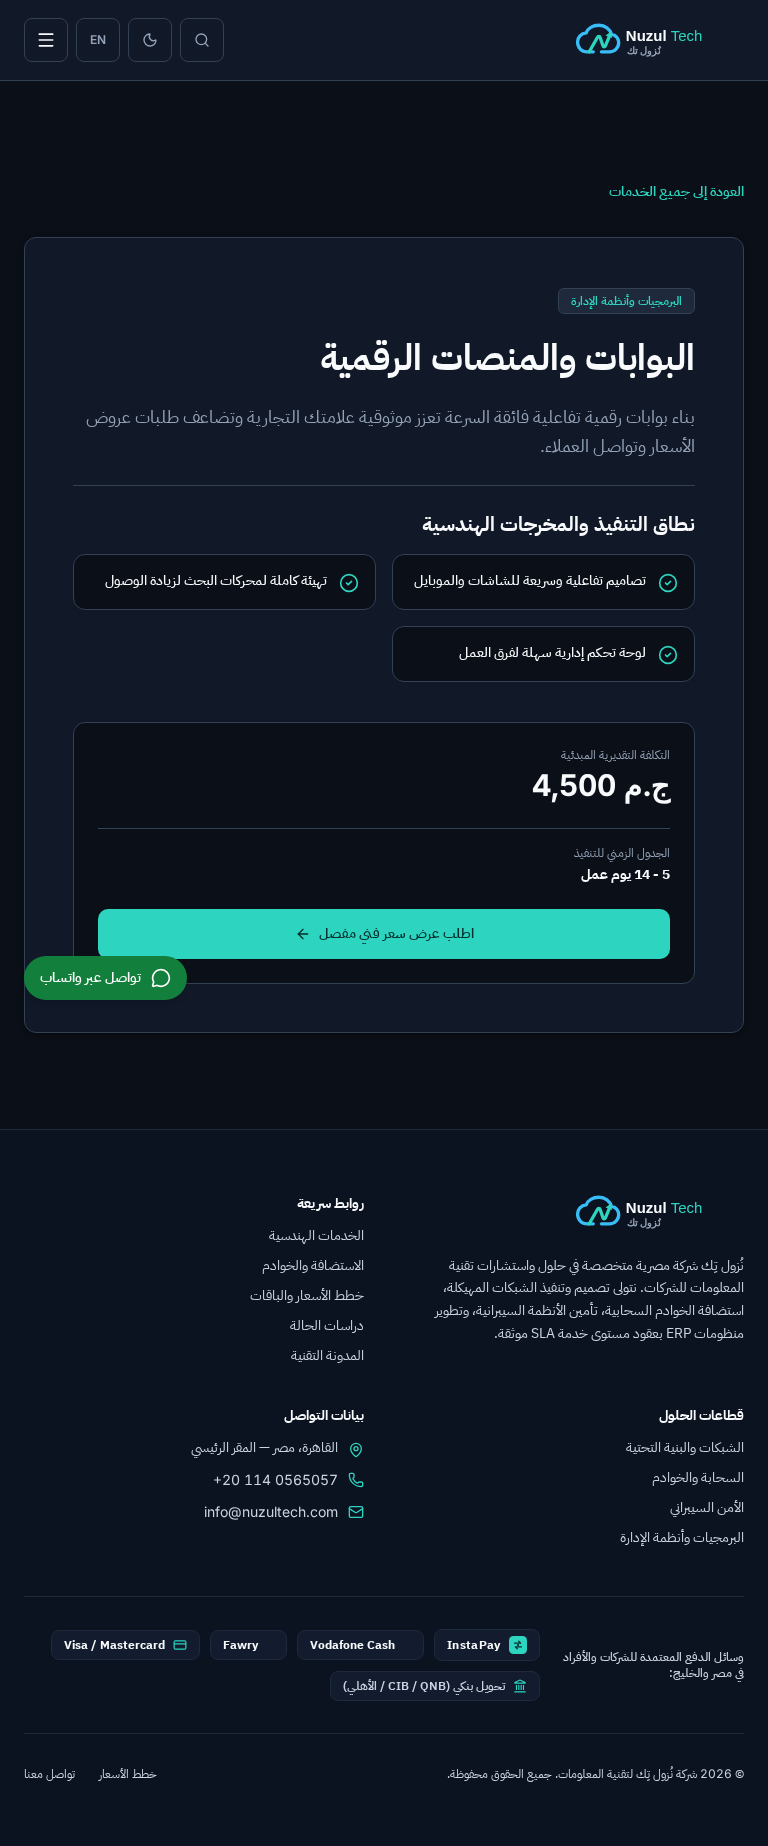 Nuzul Tech
نُزول تك
EN
العودة إلى جميع الخدمات
البرمجيات وأنظمة الإدارة
البوابات والمنصات الرقمية
بناء بوابات رقمية تفاعلية فائقة السرعة تعزز موثوقية علامتك التجارية وتضاعف طلبات عروض
الأسعار وتواصل العملاء.
نطاق التنفيذ والمخرجات الهندسية
تصاميم تفاعلية وسريعة للشاشات والموبايل
تهيئة كاملة لمحركات البحث لزيادة الوصول
لوحة تحكم إدارية سهلة لفرق العمل
التكلفة التقديرية المبدئية
4,500 ج.م
الجدول الزمني للتنفيذ
5 - 14 يوم عمل
اطلب عرض سعر فني مفصل
تواصل عبر واتساب
Nuzul Tech
نُزول تك
نُزول تِك شركة مصرية متخصصة في حلول واستشارات تقنية
المعلومات للشركات. نتولى تصميم وتنفيذ الشبكات المهيكلة،
استضافة الخوادم السحابية، تأمين الأنظمة السيبرانية، وتطوير
منظومات ERP بعقود مستوى خدمة SLA موثقة.
روابط سريعة
الخدمات الهندسية
الاستضافة والخوادم
خطط الأسعار والباقات
دراسات الحالة
المدونة التقنية
قطاعات الحلول
الشبكات والبنية التحتية
السحابة والخوادم
الأمن السيبراني
البرمجيات وأنظمة الإدارة
بيانات التواصل
القاهرة، مصر — المقر الرئيسي
+20 114 0565057
info@nuzultech.com
وسائل الدفع المعتمدة للشركات والأفراد
في مصر والخليج:
InstaPay
Vodafone Cash
Fawry
Visa / Mastercard
تحويل بنكي (CIB / QNB / الأهلي)
© 2026 شركة نُزول تِك لتقنية المعلومات. جميع الحقوق محفوظة.
خطط الأسعار
تواصل معنا